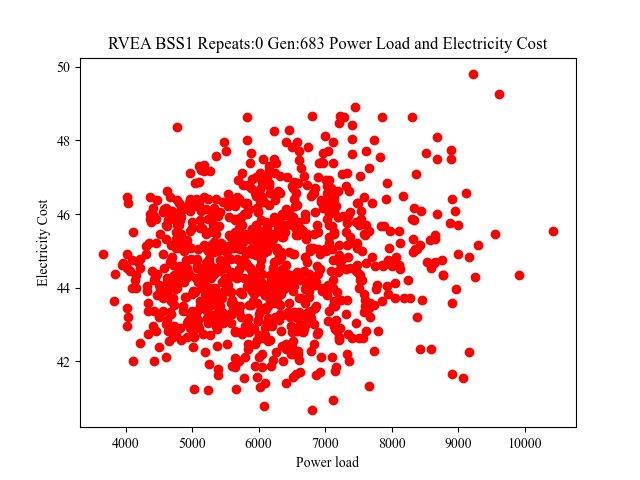 RVEA BSS1 Repeats:0 Gen:683 Power Load and Electricity Cost
50
48
46
44
42
Electricity Cost
4000 5000 6000 7000 8000 9000 10000
Power load